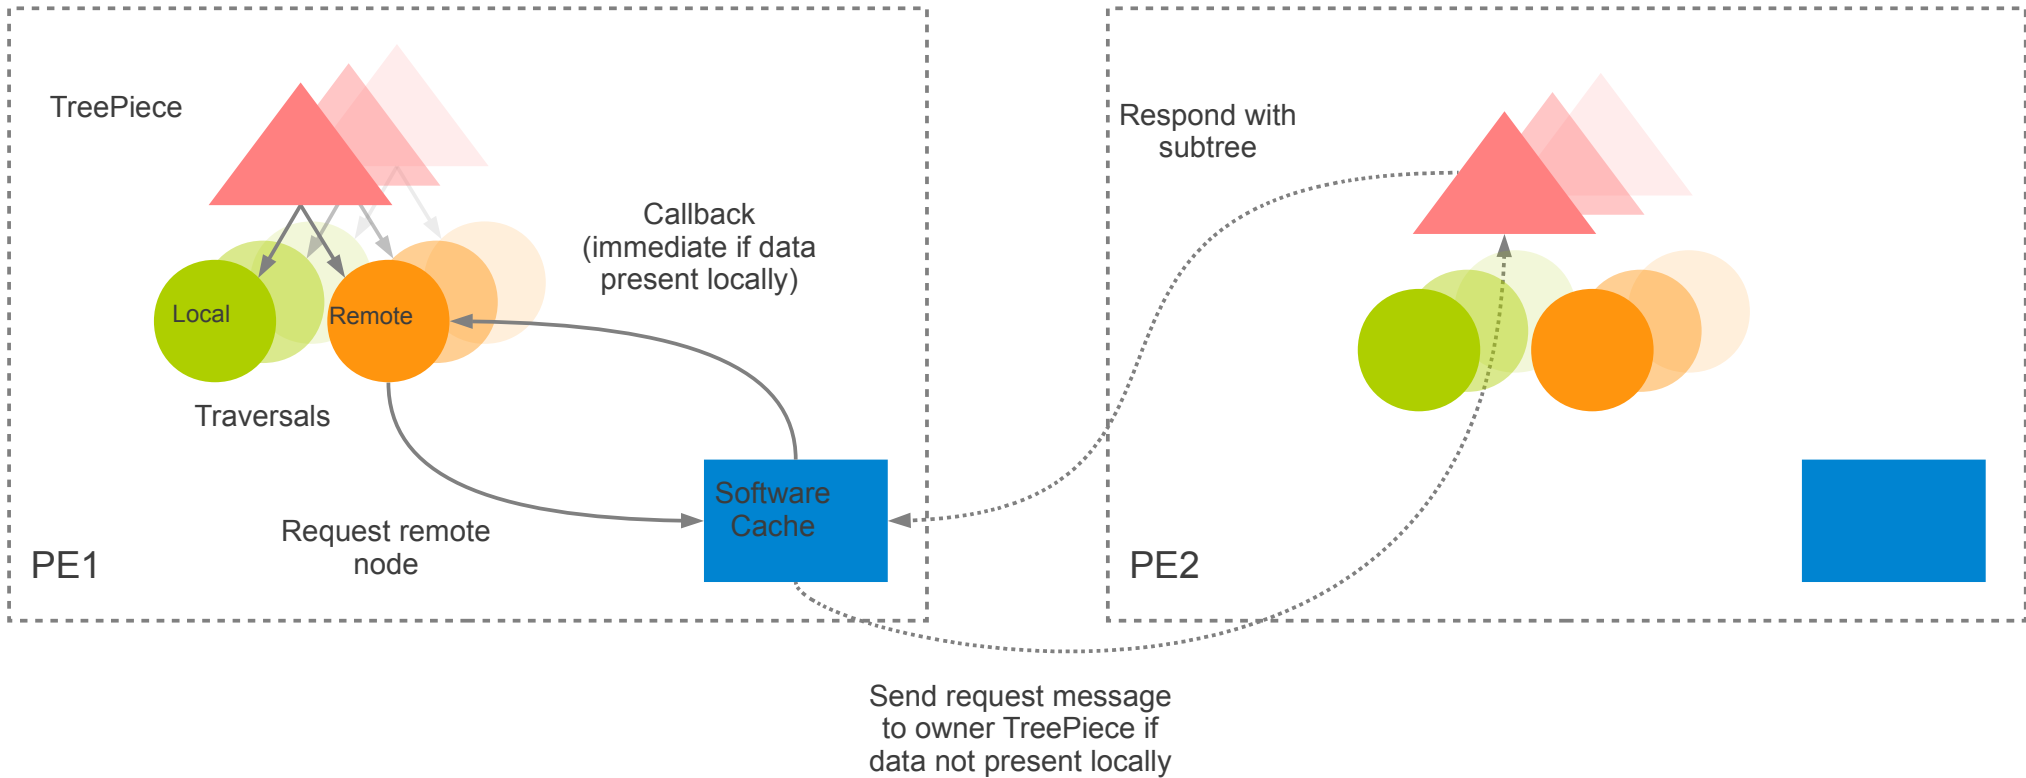 TreePiece
Local
Remote
Traversals
Callback
(immediate if data
present locally)
Request remote
node
Software
Cache
PE1
Respond with
subtree
PE2
Send request message
to owner TreePiece if
data not present locally